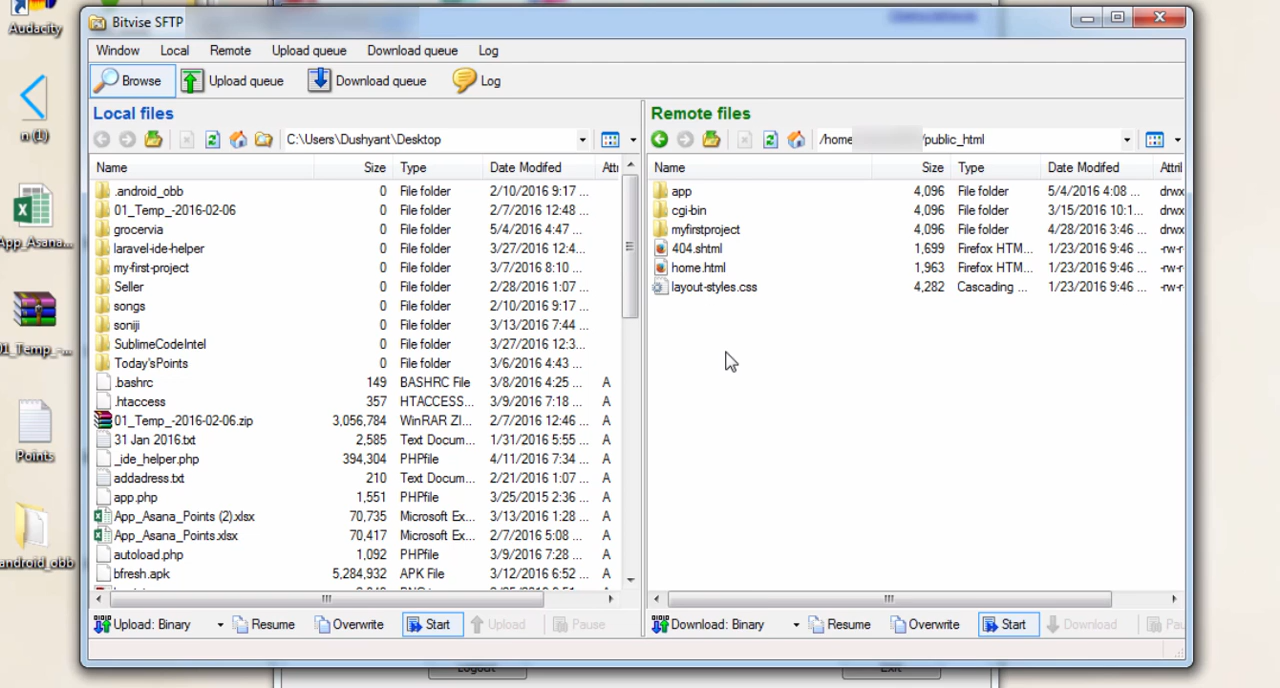 Audacity
u (1)
App_Asana...
01_Temp_-...
Points
android_obb
Bitvise SFTP
Window Local Remote Upload queue Download queue Log
Browse Upload queue Download queue Log
Local files
C:\Users\Dushyant\Desktop
Name Size Type Date Modifed Attri
.android_obb 0 File folder 2/10/2016 9:17 ...
01_Temp_-2016-02-06 0 File folder 2/7/2016 12:48 ...
grocervia 0 File folder 5/4/2016 4:47 ...
laravel-ide-helper 0 File folder 3/27/2016 12:4...
my-first-project 0 File folder 3/7/2016 8:10 ...
Seller 0 File folder 2/28/2016 1:07 ...
songs 0 File folder 2/10/2016 9:17 ...
soniji 0 File folder 3/13/2016 7:44 ...
SublimeCodeIntel 0 File folder 3/27/2016 12:3...
Today'sPoints 0 File folder 3/6/2016 4:43 ...
.bashrc 149 BASHRC File 3/8/2016 4:25 ... A
.htaccess 357 HTACCESS... 3/9/2016 7:18 ... A
01_Temp_-2016-02-06.zip 3,056,784 WinRAR ZI... 2/7/2016 12:46 ... A
31 Jan 2016.txt 2,585 Text Docum... 1/31/2016 5:55 ... A
_ide_helper.php 394,304 PHPfile 4/11/2016 7:34 ... A
addadress.txt 210 Text Docum... 2/21/2016 1:07 ... A
app.php 1,551 PHPfile 3/25/2015 2:36 ... A
App_Asana_Points (2).xlsx 70,735 Microsoft Ex... 3/13/2016 1:28 ... A
App_Asana_Points.xlsx 70,417 Microsoft Ex... 2/7/2016 5:08 ... A
autoload.php 1,092 PHPfile 3/9/2016 7:28 ... A
bfresh.apk 5,284,932 APK File 3/12/2016 6:52 ... A
Upload: Binary Resume Overwrite Start Upload Pause
Remote files
/home /public_html
Name Size Type Date Modifed Attri
app 4,096 File folder 5/4/2016 4:08 ... drwx
cgi-bin 4,096 File folder 3/15/2016 10:1... drwx
myfirstproject 4,096 File folder 4/28/2016 3:46 ... drwx
404.shtml 1,699 Firefox HTM... 1/23/2016 9:46 ... -rw-r
home.html 1,963 Firefox HTM... 1/23/2016 9:46 ... -rw-r
layout-styles.css 4,282 Cascading ... 1/23/2016 9:46 ... -rw-r
Download: Binary Resume Overwrite Start Download Pau
Logout Exit